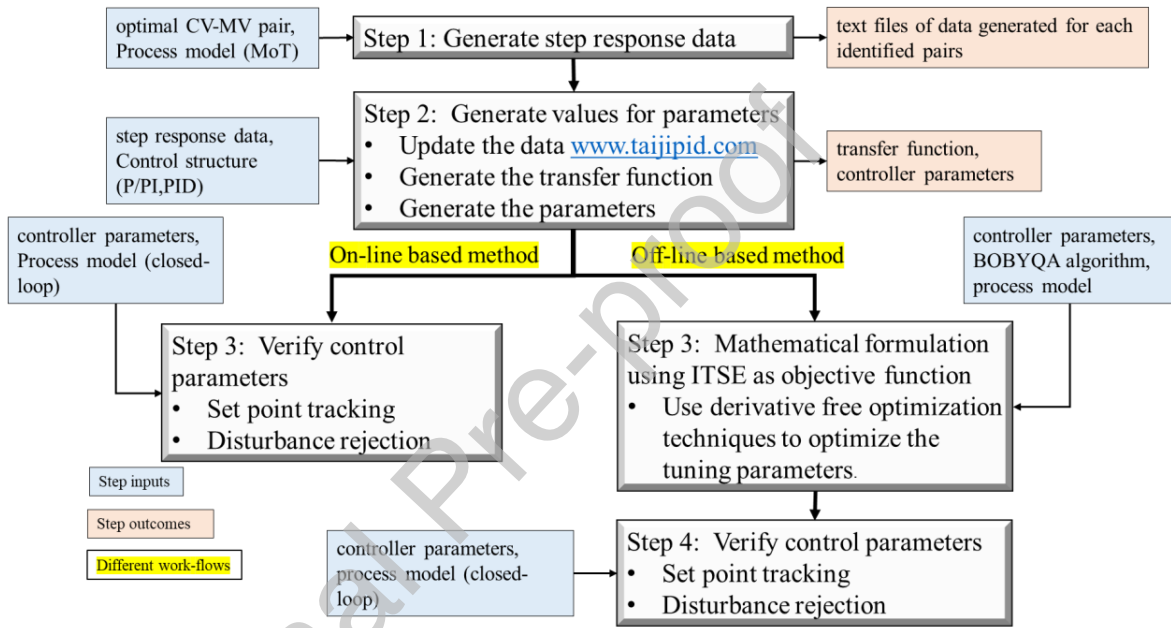 optimal CV-MV pair,
Process model (MoT)
Step 1: Generate step response data
text files of data generated for each
identified pairs
step response data,
Control structure
(P/PI,PID)
Step 2: Generate values for parameters
• Update the data www.taijipid.com
• Generate the transfer function
• Generate the parameters
transfer function,
controller parameters
controller parameters,
Process model (closed-
loop)
On-line based method
Off-line based method
controller parameters,
BOBYQA algorithm,
process model
Step 3: Verify control
parameters
• Set point tracking
• Disturbance rejection
Step 3: Mathematical formulation
using ITSE as objective function
• Use derivative free optimization
techniques to optimize the
tuning parameters.
Step inputs
Step outcomes
Different work-flows
controller parameters,
process model (closed-
loop)
Step 4: Verify control parameters
• Set point tracking
• Disturbance rejection
nal Pre-proof